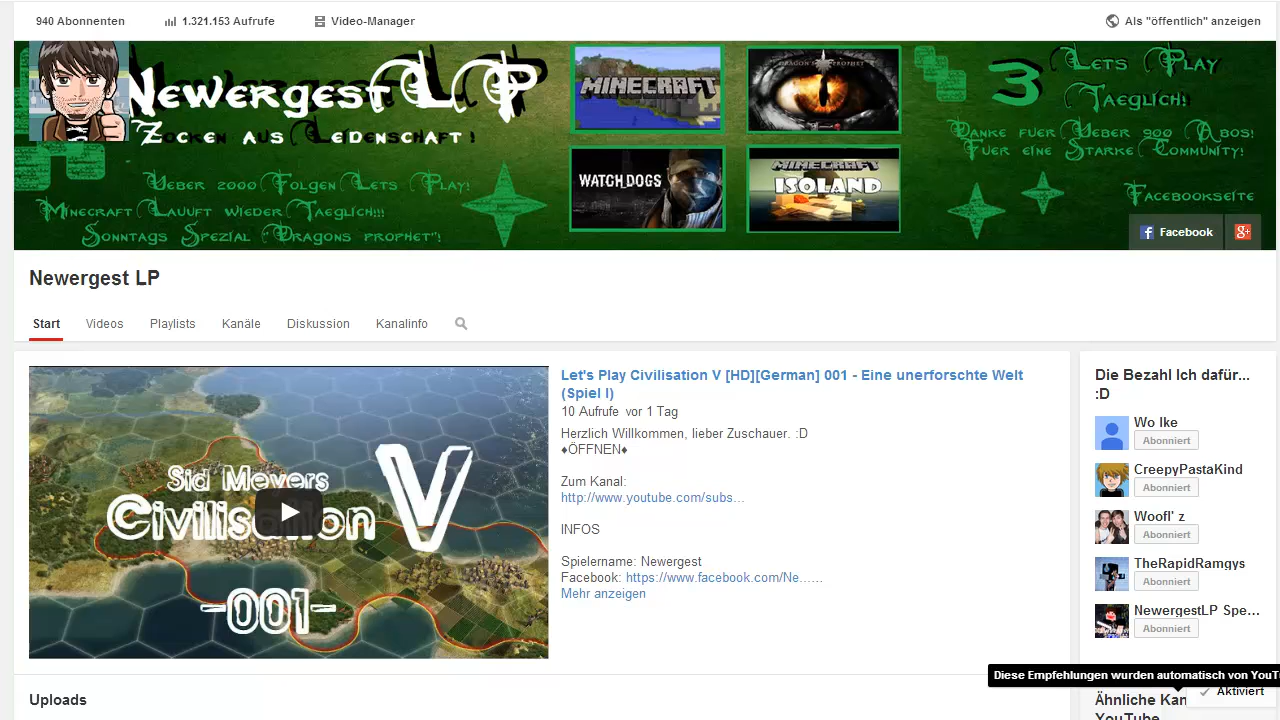 940 Abonnenten
1.321.153 Aufrufe
Video-Manager
Als "öffentlich" anzeigen
Newergest LP
Zocken aus Leidenschaft !
Ueber 2000 Folgen Lets Play!
Minecraft Lauuft wieder Taeglich!!!
Sonntags Spezial "Dragons prophet"!
MINECRAFT
DRAGON'S PROPHET
WATCH_DOGS
MINECRAFT
ISOLAND
3 Lets Play
Taeglich!
Danke fuer Ueber 900 Abos!
Fuer eine Starke Community!
Facebookseite
Facebook
g+
Newergest LP
Start
Videos
Playlists
Kanäle
Diskussion
Kanalinfo
Sid Meyers
Civilisation V
-001-
Let's Play Civilisation V [HD][German] 001 - Eine unerforschte Welt
(Spiel I)
10 Aufrufe vor 1 Tag
Herzlich Willkommen, lieber Zuschauer. :D
♦ÖFFNEN♦
Zum Kanal:
http://www.youtube.com/subs...
INFOS
Spielername: Newergest
Facebook: https://www.facebook.com/Ne......
Mehr anzeigen
Die Bezahl Ich dafür...
:D
Wo Ike
Abonniert
CreepyPastaKind
Abonniert
Woofl' z
Abonniert
TheRapidRamgys
Abonniert
NewergestLP Spe...
Abonniert
Diese Empfehlungen wurden automatisch von YouT
Ähnliche Kan
Aktiviert
YouTube
Uploads